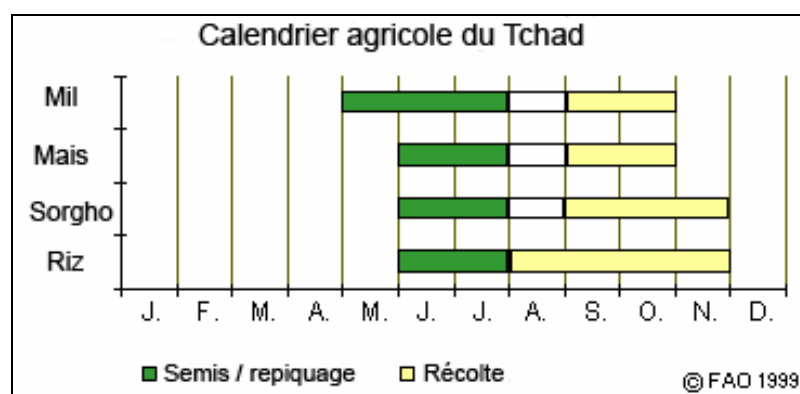 Calendrier agricole du Tchad
Mil
Mais
Sorgho
Riz
J. F. M. A. M. J. J. A. S. O. N. D.
Semis / repiquage Récolte
© FAO 1999